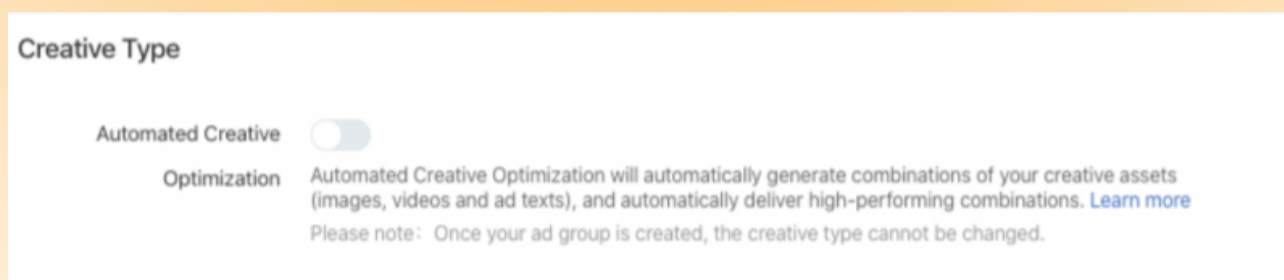 Creative Type
Automated Creative
Optimization
Automated Creative Optimization will automatically generate combinations of your creative assets
(images, videos and ad texts), and automatically deliver high-performing combinations. Learn more
Please note： Once your ad group is created, the creative type cannot be changed.